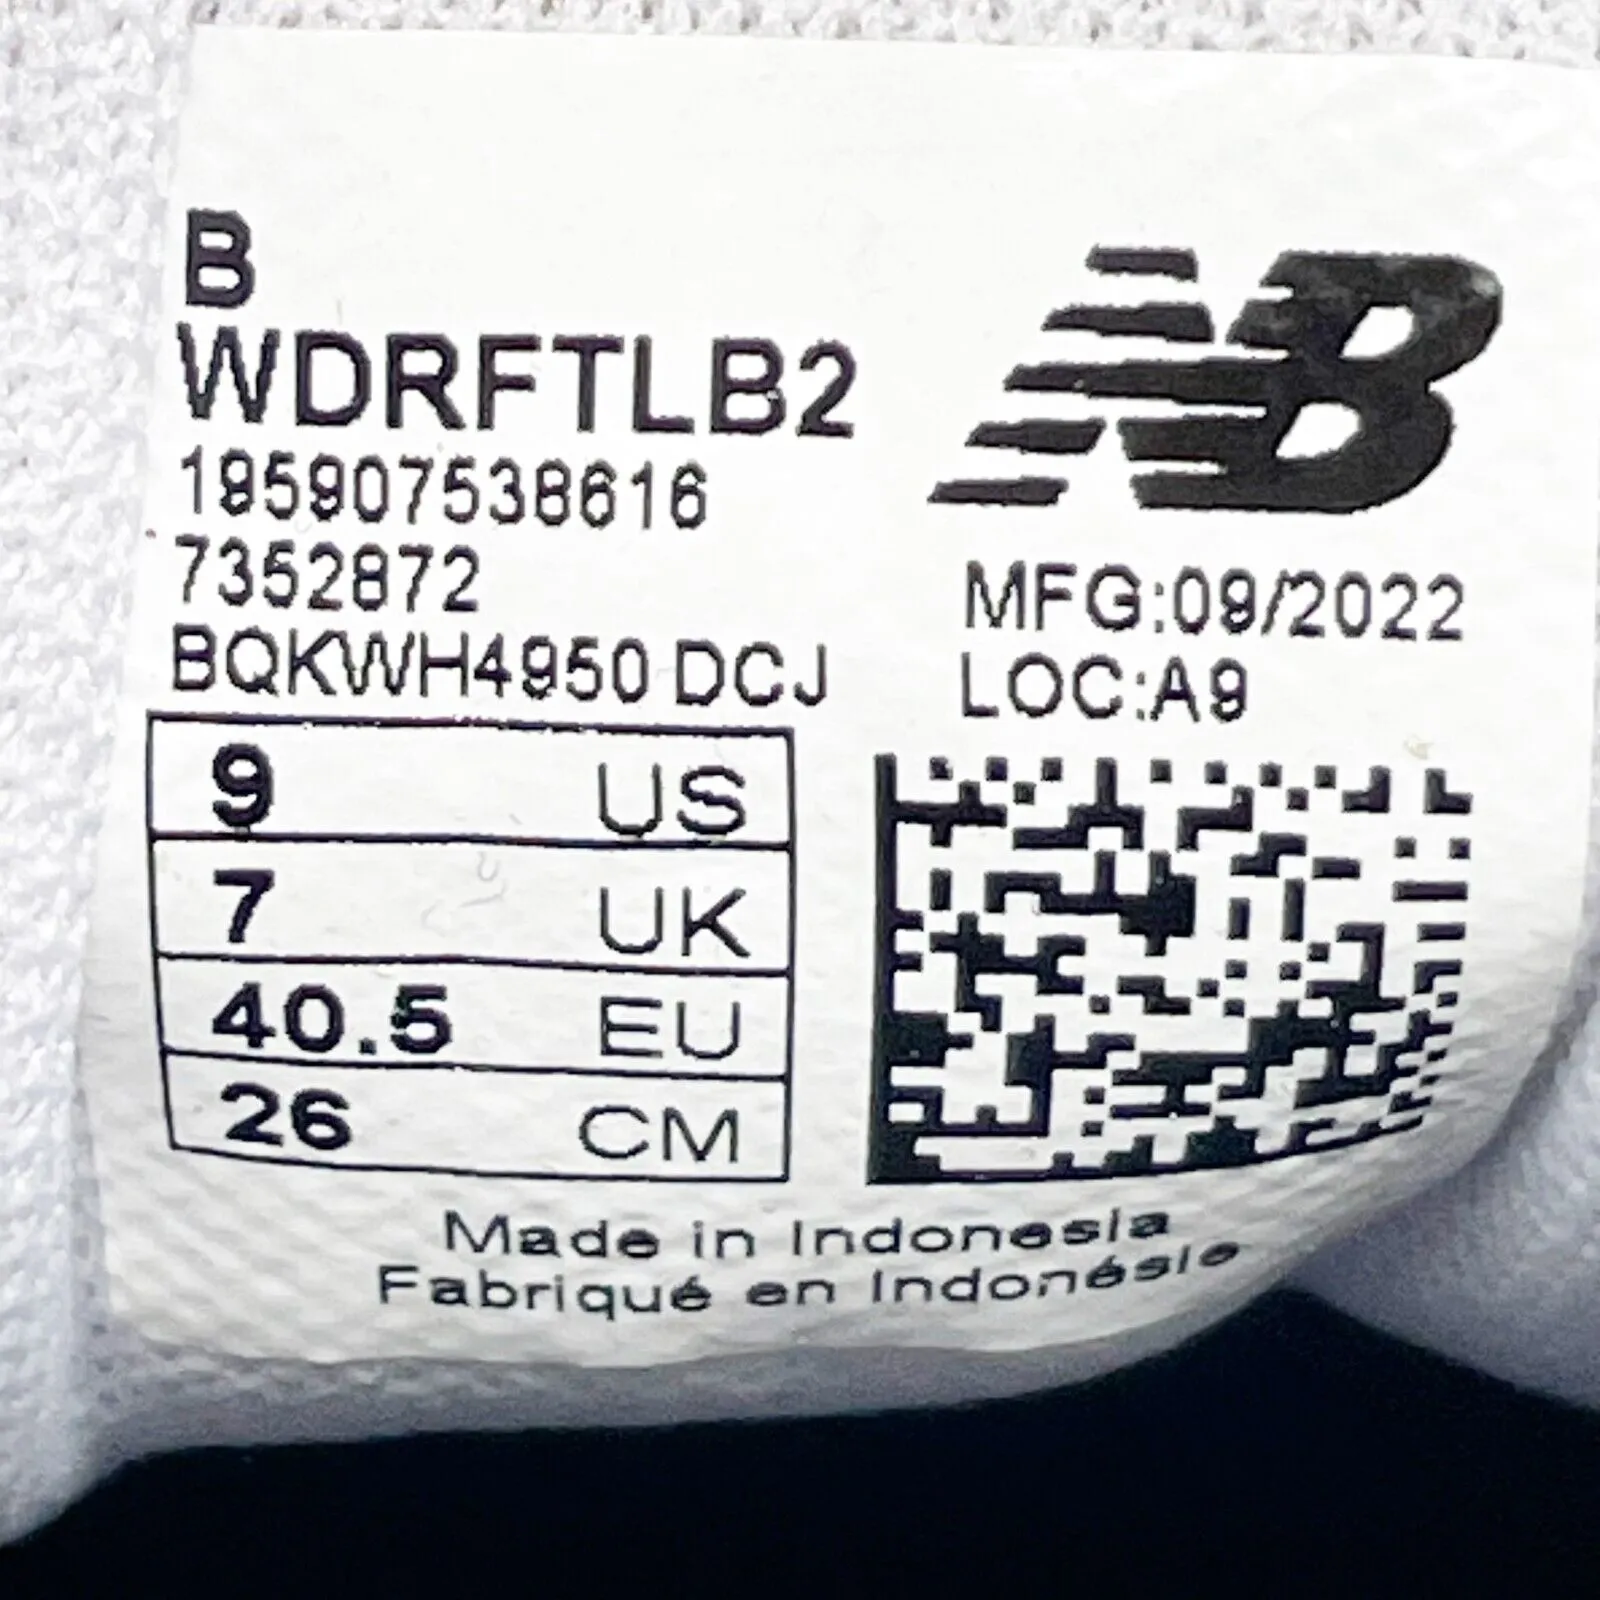 B
WDRFTLB2
195907538616
7352872
BQKWH4950 DCJ
9 US
7 UK
40.5 EU
26 CM
NB
MFG:09/2022
LOC:A9
Made in Indonesia
Fabriqué en Indonésie